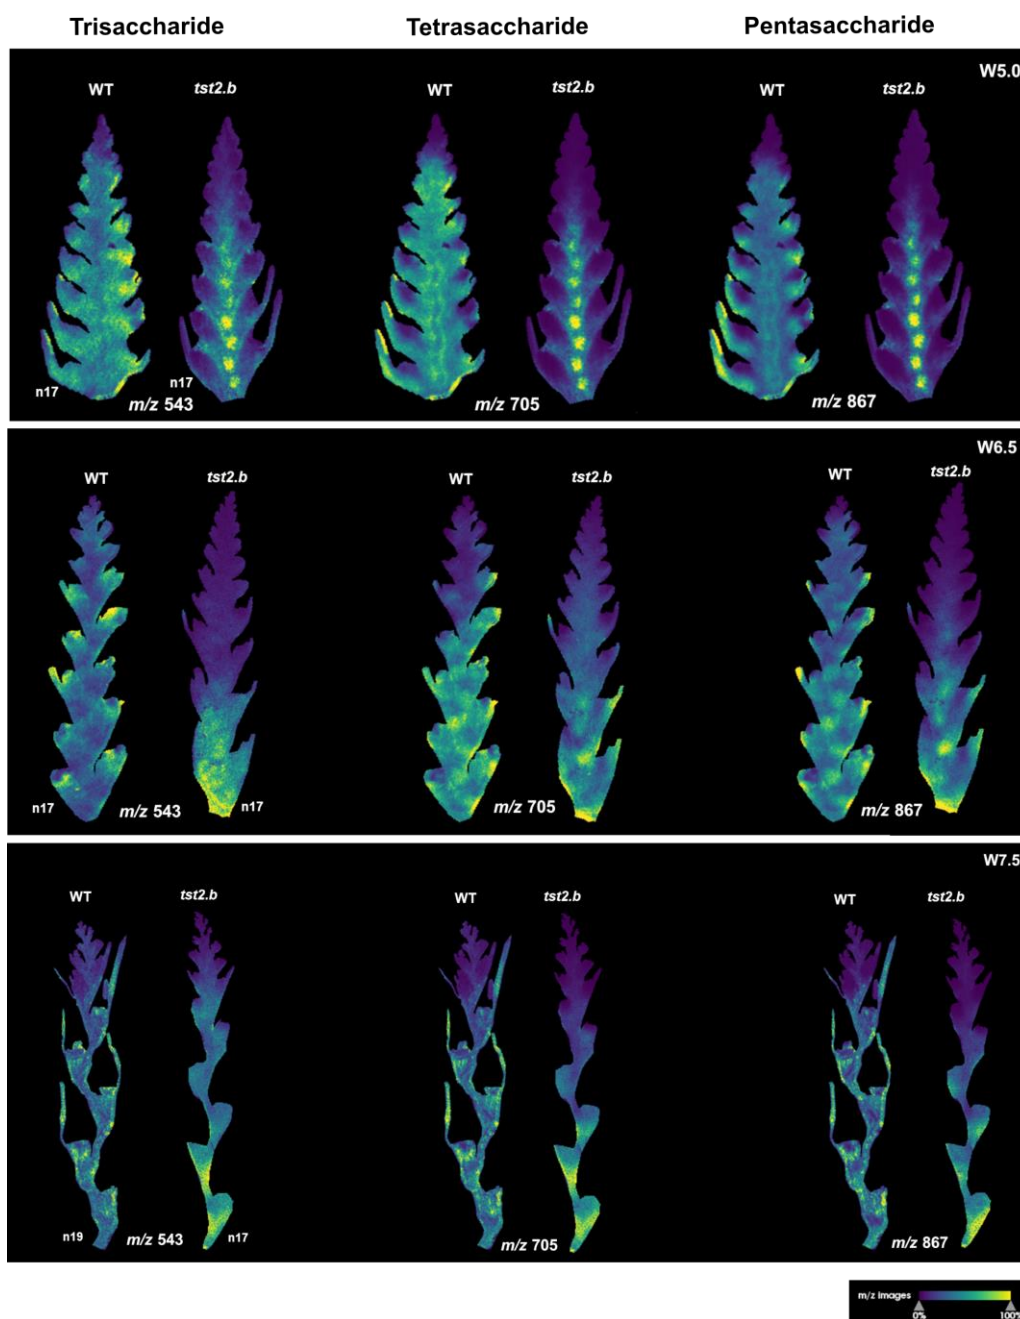 Trisaccharide Tetrasaccharide Pentasaccharide
W5.0
WT tst2.b WT tst2.b WT tst2.b
n17 n17
m/z 543 m/z 705 m/z 867
W6.5
WT tst2.b WT tst2.b WT tst2.b
n17 m/z 543 n17 m/z 705 m/z 867
W7.5
WT tst2.b WT tst2.b WT tst2.b
n19 m/z 543 n17 m/z 705 m/z 867
m/z images
0% 100%